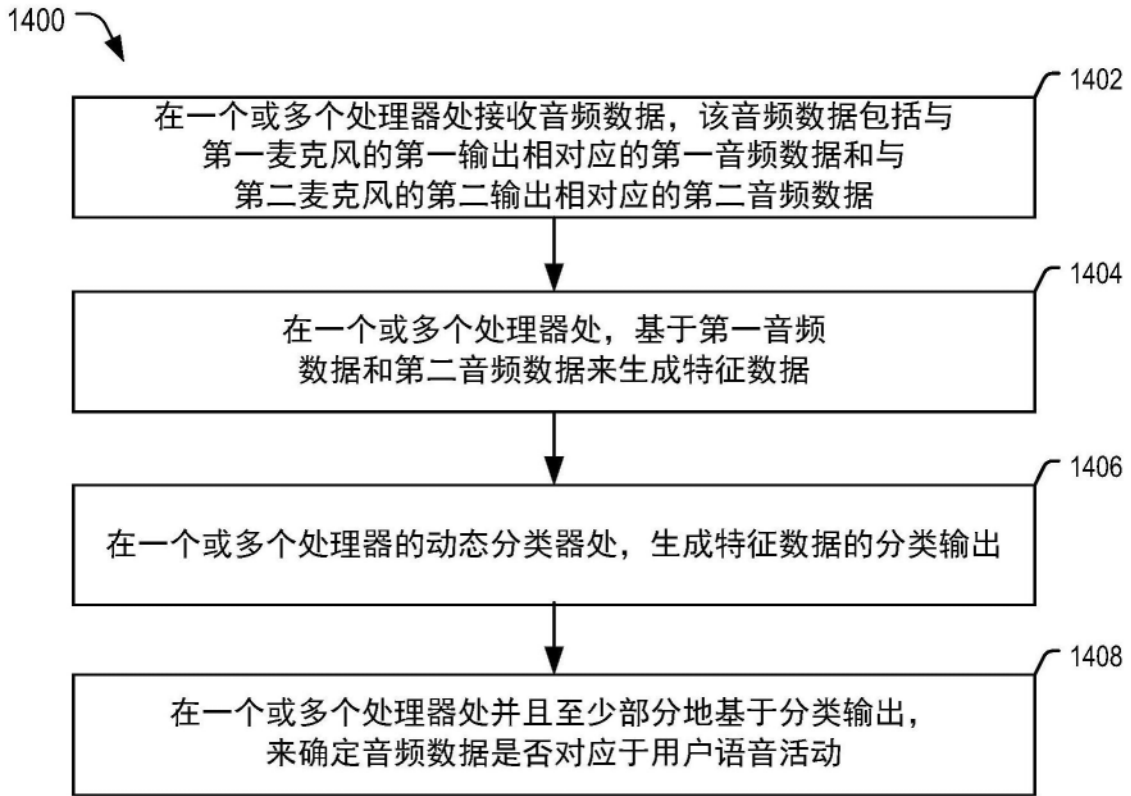 1400
1402
在一个或多个处理器处接收音频数据，该音频数据包括与
第一麦克风的第一输出相对应的第一音频数据和与
第二麦克风的第二输出相对应的第二音频数据
1404
在一个或多个处理器处，基于第一音频
数据和第二音频数据来生成特征数据
1406
在一个或多个处理器的动态分类器处，生成特征数据的分类输出
1408
在一个或多个处理器处并且至少部分地基于分类输出，
来确定音频数据是否对应于用户语音活动